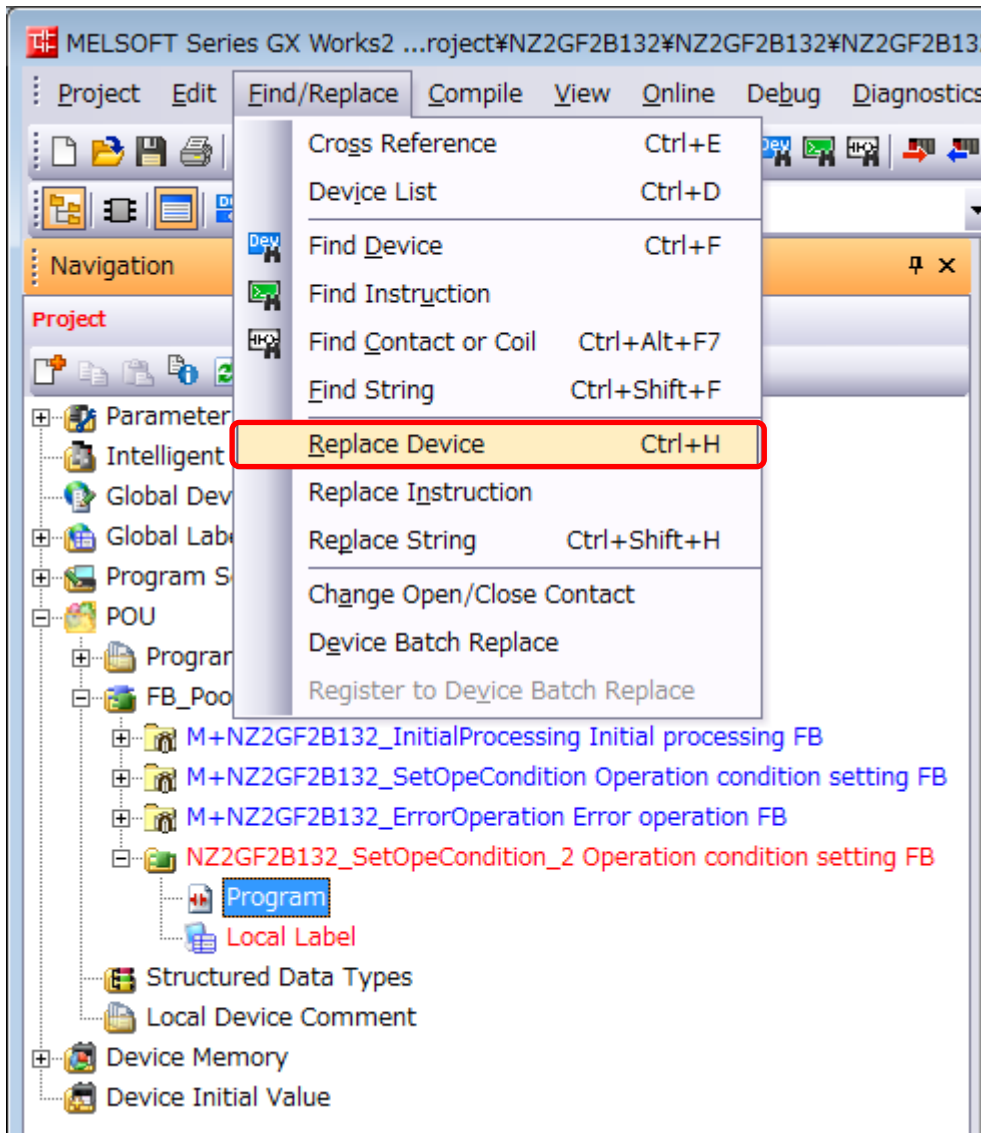 MELSOFT Series GX Works2 ...roject¥NZ2GF2B132¥NZ2GF2B132¥NZ2GF2B13
Project Edit Find/Replace Compile View Online Debug Diagnostics
Cross Reference Ctrl+E
Device List Ctrl+D
Find Device Ctrl+F
Find Instruction
Find Contact or Coil Ctrl+Alt+F7
Find String Ctrl+Shift+F
Replace Device Ctrl+H
Replace Instruction
Replace String Ctrl+Shift+H
Change Open/Close Contact
Device Batch Replace
Register to Device Batch Replace
Navigation
Project
Parameter
Intelligent
Global Dev
Global Labe
Program S
POU
Program
FB_Poo
M+NZ2GF2B132_InitialProcessing Initial processing FB
M+NZ2GF2B132_SetOpeCondition Operation condition setting FB
M+NZ2GF2B132_ErrorOperation Error operation FB
NZ2GF2B132_SetOpeCondition_2 Operation condition setting FB
Program
Local Label
Structured Data Types
Local Device Comment
Device Memory
Device Initial Value